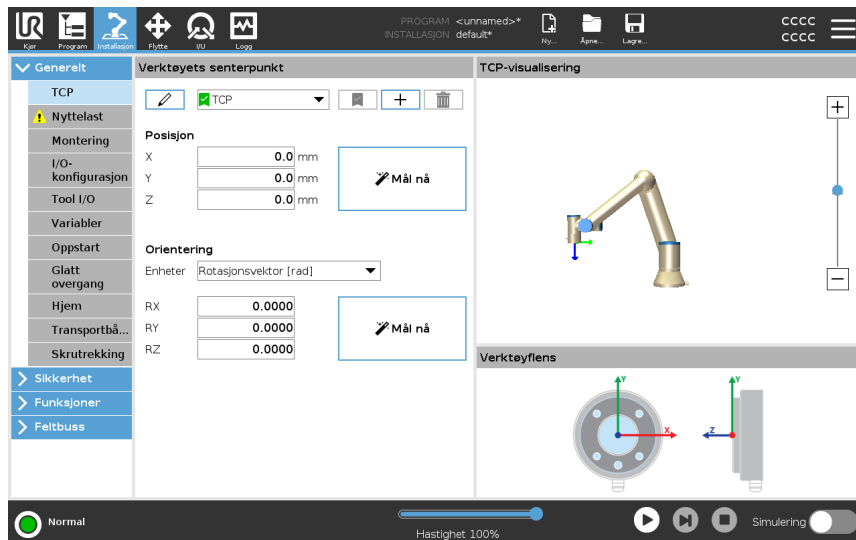 PROGRAM <unnamed>*
INSTALLASJON default*
CCCC
CCCC
Kjør
Program
Installasjon
Flytte
I/U
Logg
Ny...
Åpne...
Lagre...
Generelt
TCP
Nyttelast
Montering
I/O-
konfigurasjon
Tool I/O
Variabler
Oppstart
Glatt
overgang
Hjem
Transportbå...
Skrutrekking
Sikkerhet
Funksjoner
Feltbuss
Verktøyets senterpunkt
TCP
Posisjon
X 0.0 mm
Y 0.0 mm
Z 0.0 mm
Mål nå
Orientering
Enheter Rotasjonsvektor [rad]
RX 0.0000
RY 0.0000
RZ 0.0000
Mål nå
TCP-visualisering
Verktøyflens
Y
X
Y
Z
Normal
Hastighet 100%
Simulering